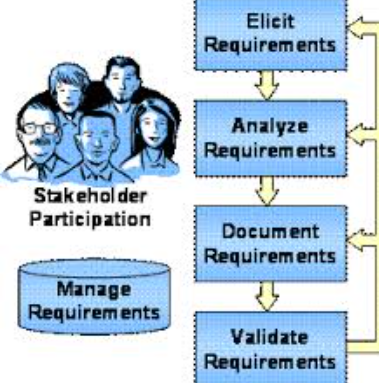 Elicit
Requirements
Analyze
Requirements
Stakeholder
Participation
Document
Requirements
Manage
Requirements
Validate
Requirements